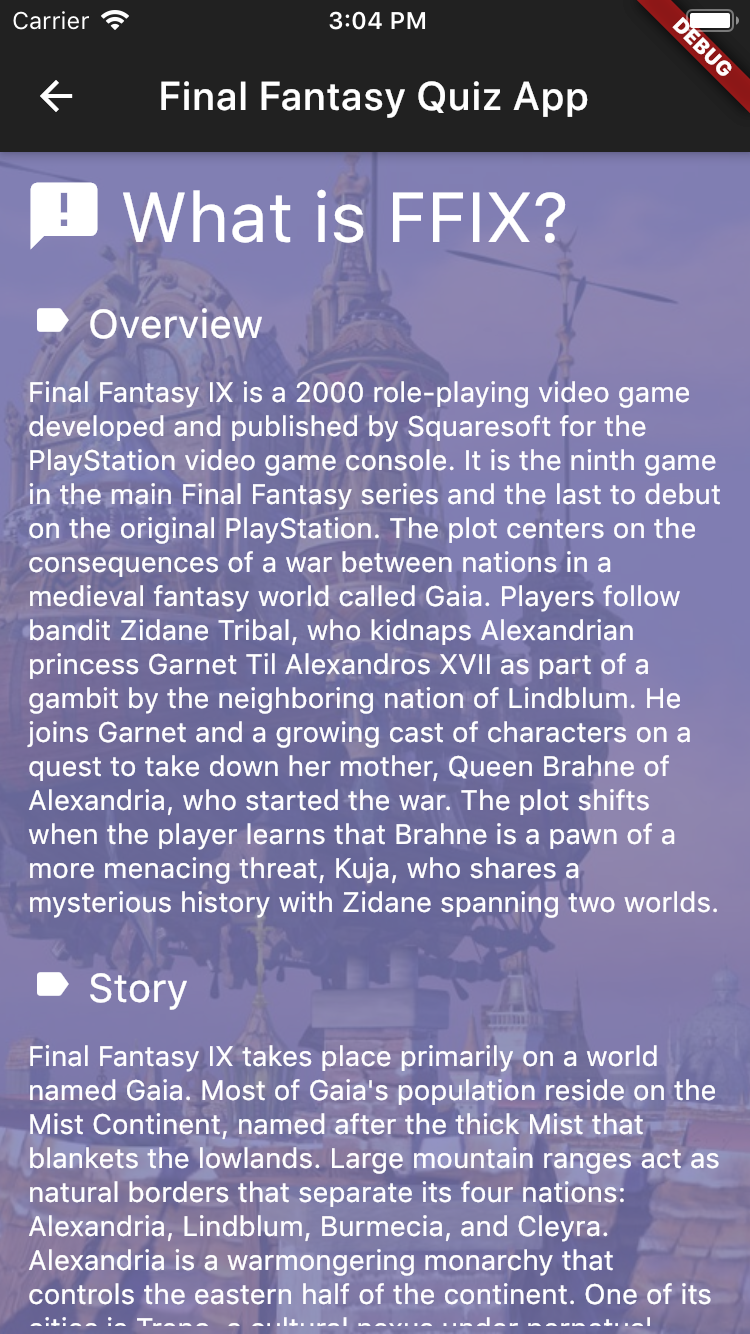 Carrier 3:04 PM
DEBUG
Final Fantasy Quiz App
What is FFIX?
Overview
Final Fantasy IX is a 2000 role-playing video game
developed and published by Squaresoft for the
PlayStation video game console. It is the ninth game
in the main Final Fantasy series and the last to debut
on the original PlayStation. The plot centers on the
consequences of a war between nations in a
medieval fantasy world called Gaia. Players follow
bandit Zidane Tribal, who kidnaps Alexandrian
princess Garnet Til Alexandros XVII as part of a
gambit by the neighboring nation of Lindblum. He
joins Garnet and a growing cast of characters on a
quest to take down her mother, Queen Brahne of
Alexandria, who started the war. The plot shifts
when the player learns that Brahne is a pawn of a
more menacing threat, Kuja, who shares a
mysterious history with Zidane spanning two worlds.
Story
Final Fantasy IX takes place primarily on a world
named Gaia. Most of Gaia's population reside on the
Mist Continent, named after the thick Mist that
blankets the lowlands. Large mountain ranges act as
natural borders that separate its four nations:
Alexandria, Lindblum, Burmecia, and Cleyra.
Alexandria is a warmongering monarchy that
controls the eastern half of the continent. One of its
cities is Treno, a cultural nexus under perpetual